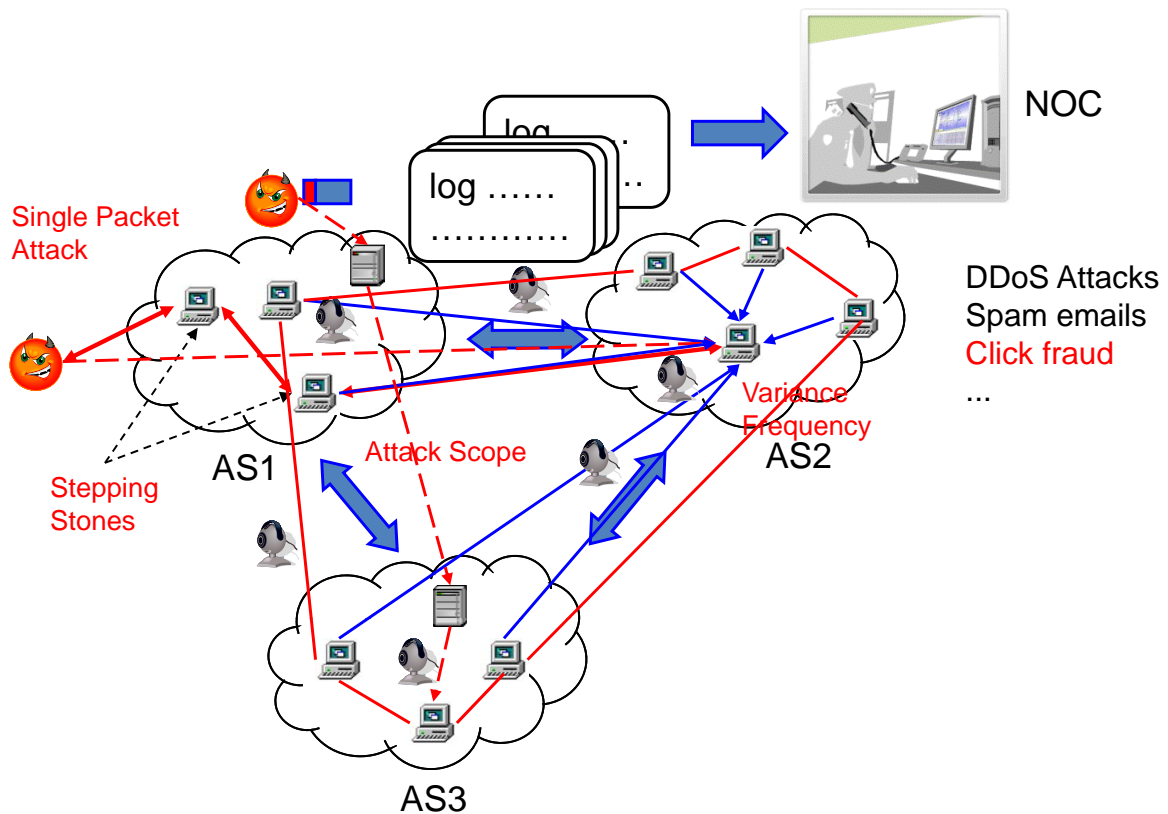 NOC
log ......
..
log ......
............
Single Packet
Attack
DDoS Attacks
Spam emails
Click fraud
...
Variance
Frequency
AS2
Attack Scope
AS1
Stepping
Stones
AS3